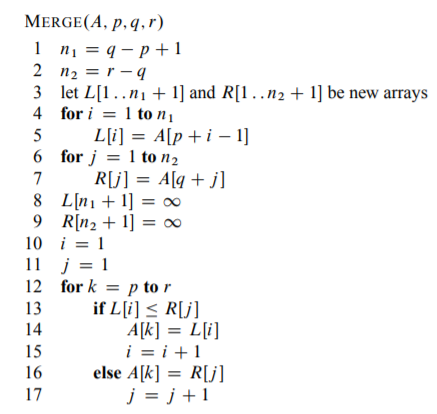 MERGE(A, p, q, r)
1 n₁ = q − p + 1
2 n₂ = r − q
3 let L[1 . . n₁ + 1] and R[1 . . n₂ + 1] be new arrays
4 for i = 1 to n₁
5 L[i] = A[p + i − 1]
6 for j = 1 to n₂
7 R[j] = A[q + j]
8 L[n₁ + 1] = ∞
9 R[n₂ + 1] = ∞
10 i = 1
11 j = 1
12 for k = p to r
13 if L[i] ≤ R[j]
14 A[k] = L[i]
15 i = i + 1
16 else A[k] = R[j]
17 j = j + 1